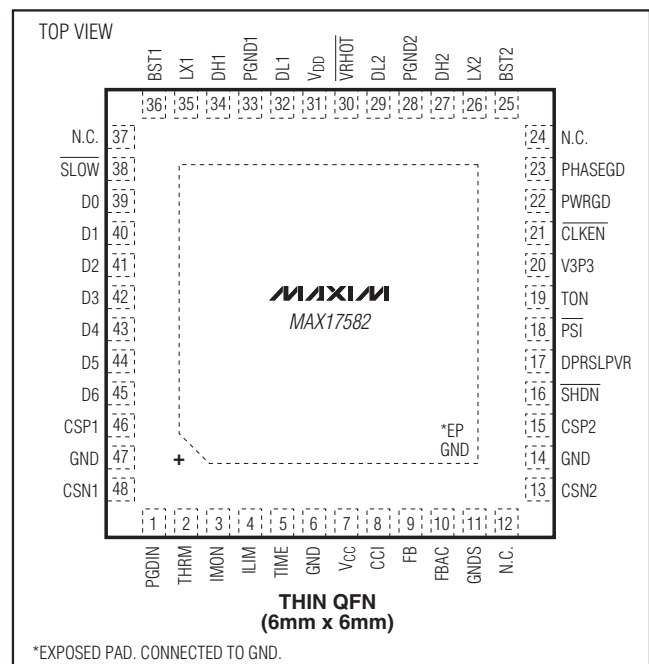 TOP VIEW
BST1
LX1
DH1
PGND1
DL1
VDD
VRHOT
DL2
PGND2
DH2
LX2
BST2
36 35 34 33 32 31 30 29 28 27 26 25
N.C. 37
SLOW 38
D0 39
D1 40
D2 41
D3 42
D4 43
D5 44
D6 45
CSP1 46
GND 47
CSN1 48
24 N.C.
23 PHASEGD
22 PWRGD
21 CLKEN
20 V3P3
19 TON
18 PSI
17 DPRSLPVR
16 SHDN
15 CSP2
14 GND
13 CSN2
MAXIM
MAX17582
*EP
GND
+
1 2 3 4 5 6 7 8 9 10 11 12
PGDIN
THRM
IMON
ILIM
TIME
GND
VCC
CCI
FB
FBAC
GNDS
N.C.
THIN QFN
(6mm x 6mm)
*EXPOSED PAD. CONNECTED TO GND.